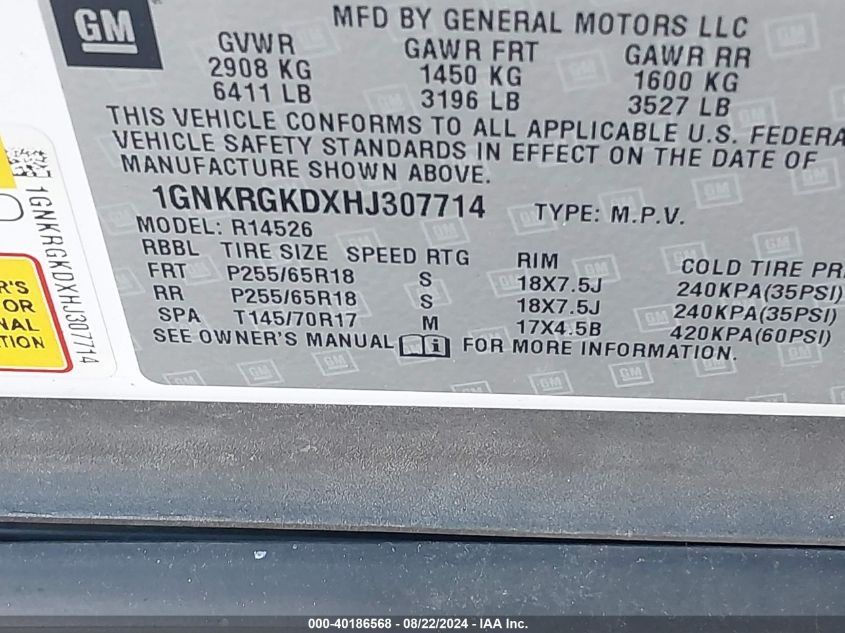 GM
MFD BY GENERAL MOTORS LLC
GVWR GAWR FRT GAWR RR
2908 KG 1450 KG 1600 KG
6411 LB 3196 LB 3527 LB
THIS VEHICLE CONFORMS TO ALL APPLICABLE U.S. FEDERA
VEHICLE SAFETY STANDARDS IN EFFECT ON THE DATE OF
MANUFACTURE SHOWN ABOVE.
1GNKRGKDXHJ307714 TYPE: M.P.V.
MODEL: R14526
RBBL TIRE SIZE SPEED RTG RIM COLD TIRE PR
FRT P255/65R18 S 18X7.5J 240KPA(35PSI)
RR P255/65R18 S 18X7.5J 240KPA(35PSI)
SPA T145/70R17 M 17X4.5B 420KPA(60PSI)
SEE OWNER'S MANUAL i FOR MORE INFORMATION.
1GNKRGKDXHJ307714
D
R'S
OR
NAL
TION
000-40186568 - 08/22/2024 - IAA Inc.